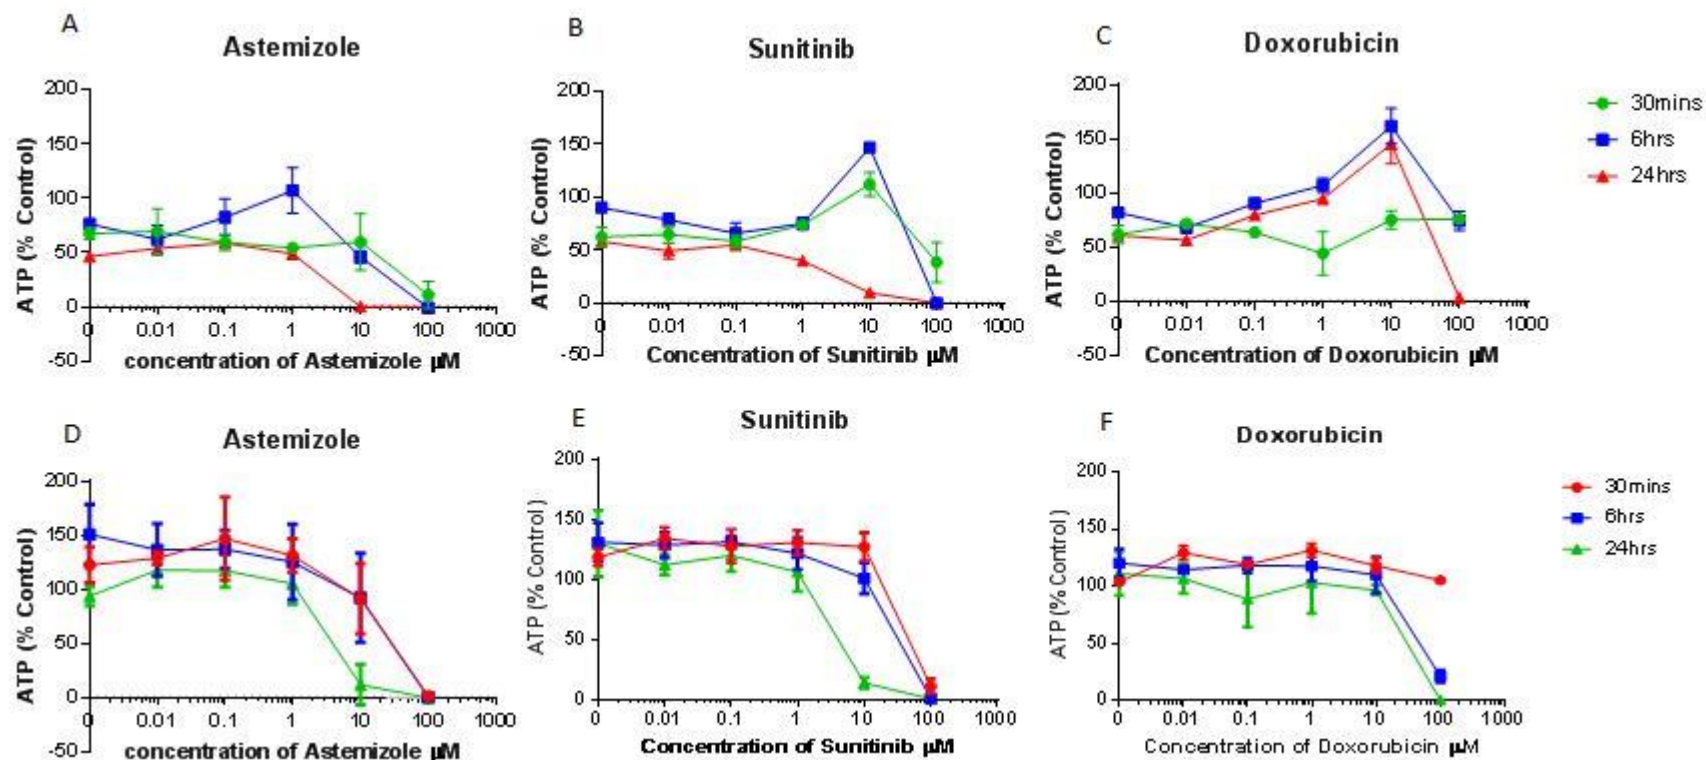 A
Astemizole
ATP (% Control)
200
150
100
50
0
-50
0 0.01 0.1 1 10 100 1000
concentration of Astemizole µM
B
Sunitinib
ATP (% Control)
200
150
100
50
0
-50
0 0.01 0.1 1 10 100 1000
Concentration of Sunitinib µM
C
Doxorubicin
ATP (% Control)
200
150
100
50
0
-50
0 0.01 0.1 1 10 100 1000
Concentration of Doxorubicin µM
30mins
6hrs
24hrs
D
Astemizole
ATP (% Control)
200
150
100
50
0
-50
0 0.01 0.1 1 10 100 1000
concentration of Astemizole µM
E
Sunitinib
ATP (% Control)
200
150
100
50
0
0 0.01 0.1 1 10 100 1000
Concentration of Sunitinib µM
F
Doxorubicin
ATP (% Control)
200
150
100
50
0
0 0.01 0.1 1 10 100 1000
Concentration of Doxorubicin µM
30mins
6hrs
24hrs